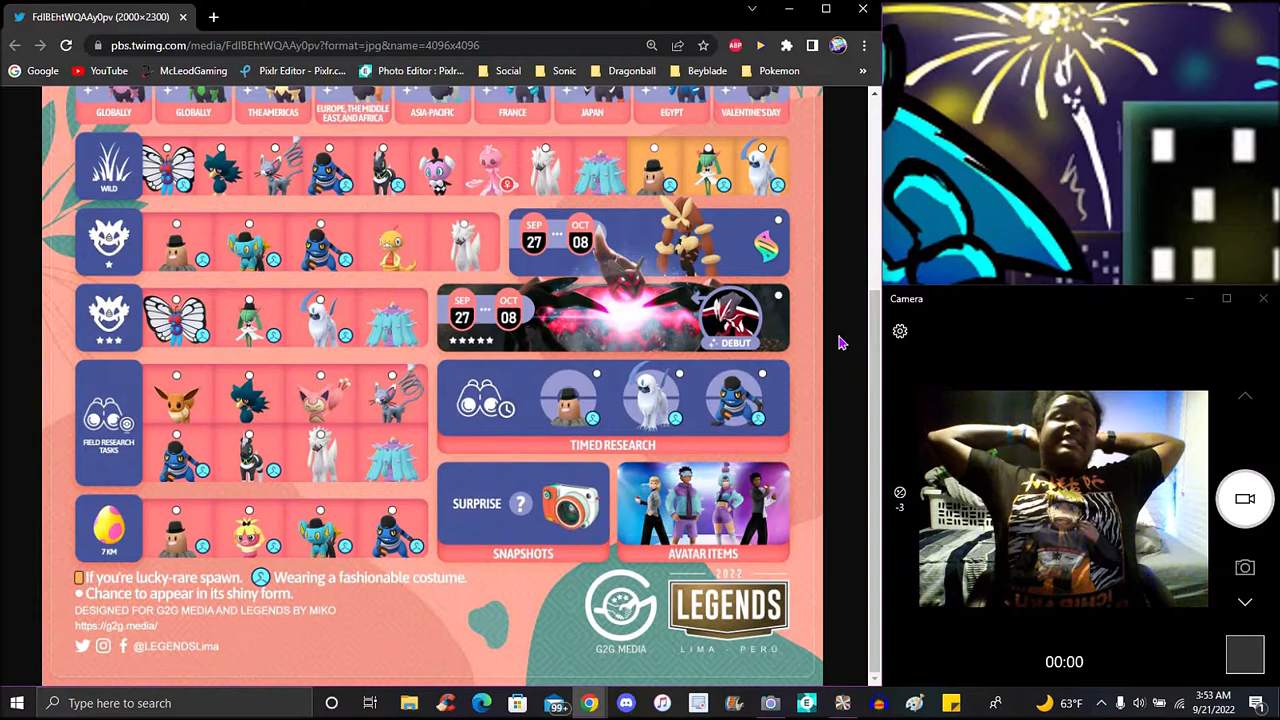 FdIBEhtWQAAy0pv (2000×2300)
pbs.twimg.com/media/FdIBEhtWQAAy0pv?format=jpg&name=4096x4096
Google YouTube McLeodGaming Pixlr Editor - Pixlr.c... Photo Editor : Pixlr... Social Sonic Dragonball Beyblade Pokemon »
GLOBALLY GLOBALLY THE AMERICAS EUROPE, THE MIDDLE EAST, AND AFRICA ASIA-PACIFIC FRANCE JAPAN EGYPT VALENTINE'S DAY
WILD
SEP 27 ... OCT 08
SEP 27 ... OCT 08
DEBUT
FIELD RESEARCH TASKS
TIMED RESEARCH
SURPRISE ?
7 KM
SNAPSHOTS AVATAR ITEMS
If you're lucky-rare spawn. Wearing a fashionable costume.
Chance to appear in its shiny form.
DESIGNED FOR G2G MEDIA AND LEGENDS BY MIKO
https://g2g.media/
@LEGENDSLima
G2G MEDIA
2022
LEGENDS
LIMA - PERÚ
Camera
-3
00:00
Type here to search
99+
63°F
3:53 AM
9/21/2022